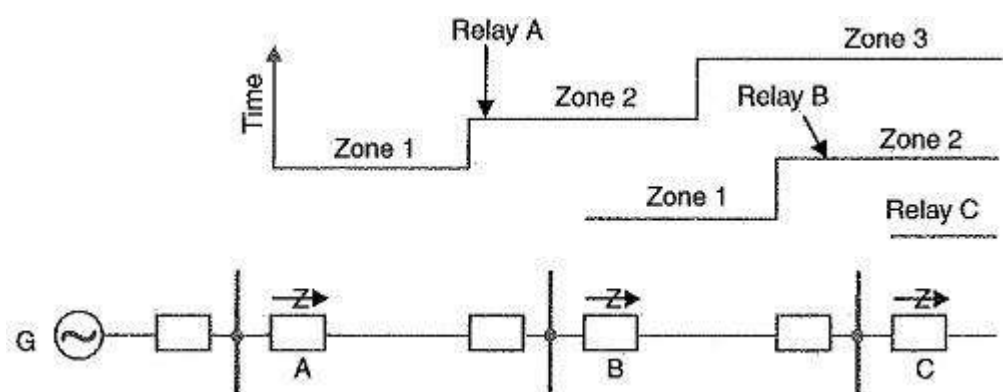 Relay A
Zone 3
Time
Zone 2
Relay B
Zone 1
Zone 2
Zone 1
Relay C
Z Z Z
G
A B C